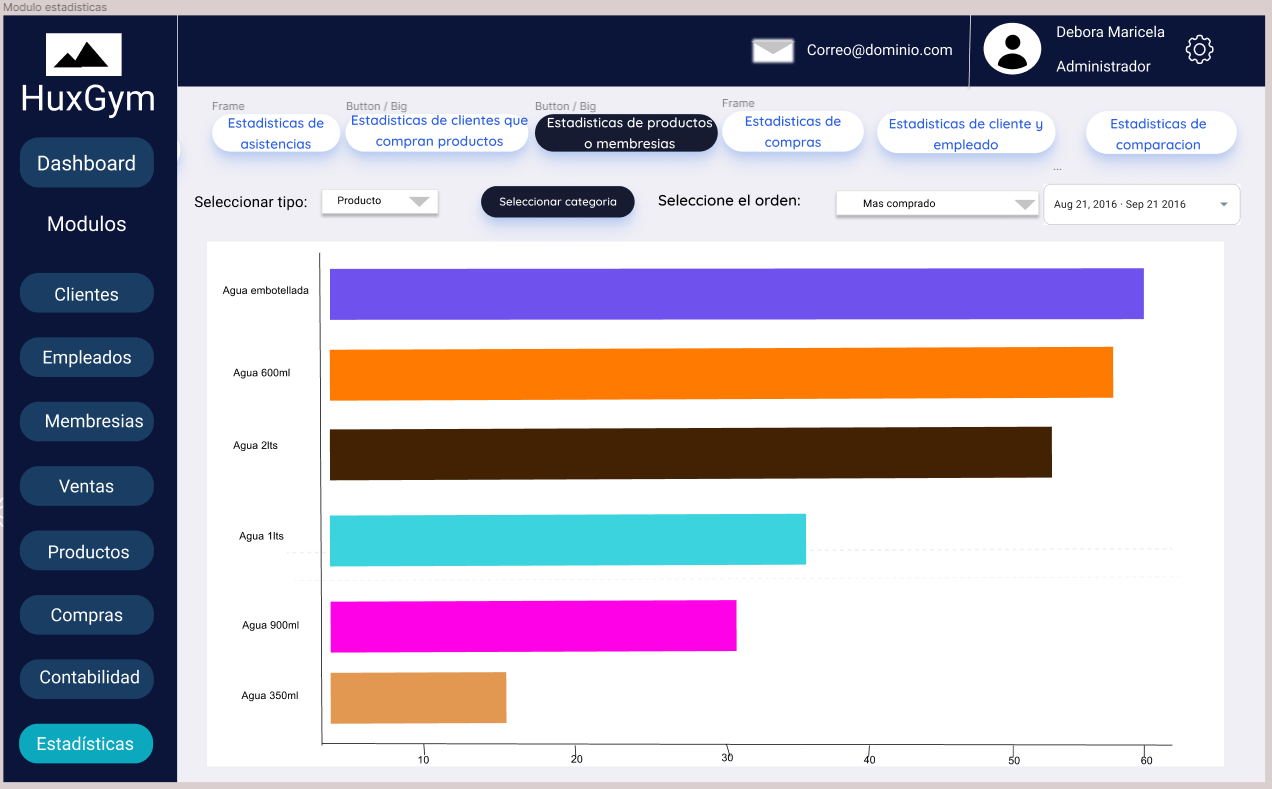 Modulo estadisticas
HuxGym
Correo@dominio.com
Debora Maricela
Administrador
Dashboard
Modulos
Clientes
Empleados
Membresias
Ventas
Productos
Compras
Contabilidad
Estadísticas
Frame
Estadisticas de
asistencias
Button / Big
Estadisticas de clientes que
compran productos
Button / Big
Estadisticas de productos
o membresias
Frame
Estadisticas de
compras
Estadisticas de cliente y
empleado
Estadisticas de
comparacion
...
Seleccionar tipo:
Producto
Seleccionar categoria
Seleccione el orden:
Mas comprado
Aug 21, 2016 · Sep 21 2016
Agua embotellada
Agua 600ml
Agua 2lts
Agua 1lts
Agua 900ml
Agua 350ml
10 20 30 40 50 60